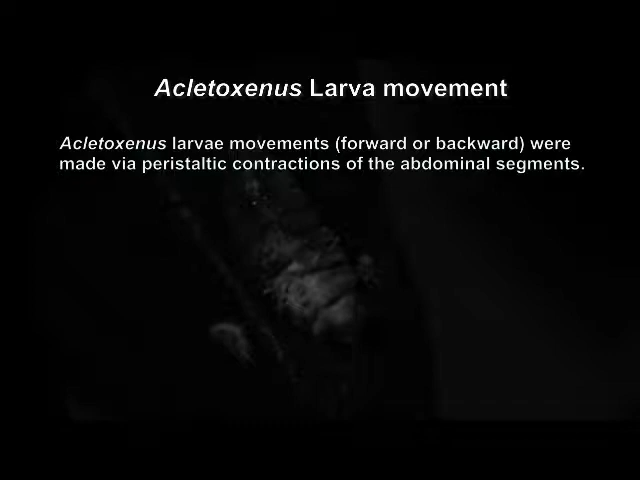 Acletoxenus Larva movement
Acletoxenus larvae movements (forward or backward) were
made via peristaltic contractions of the abdominal segments.